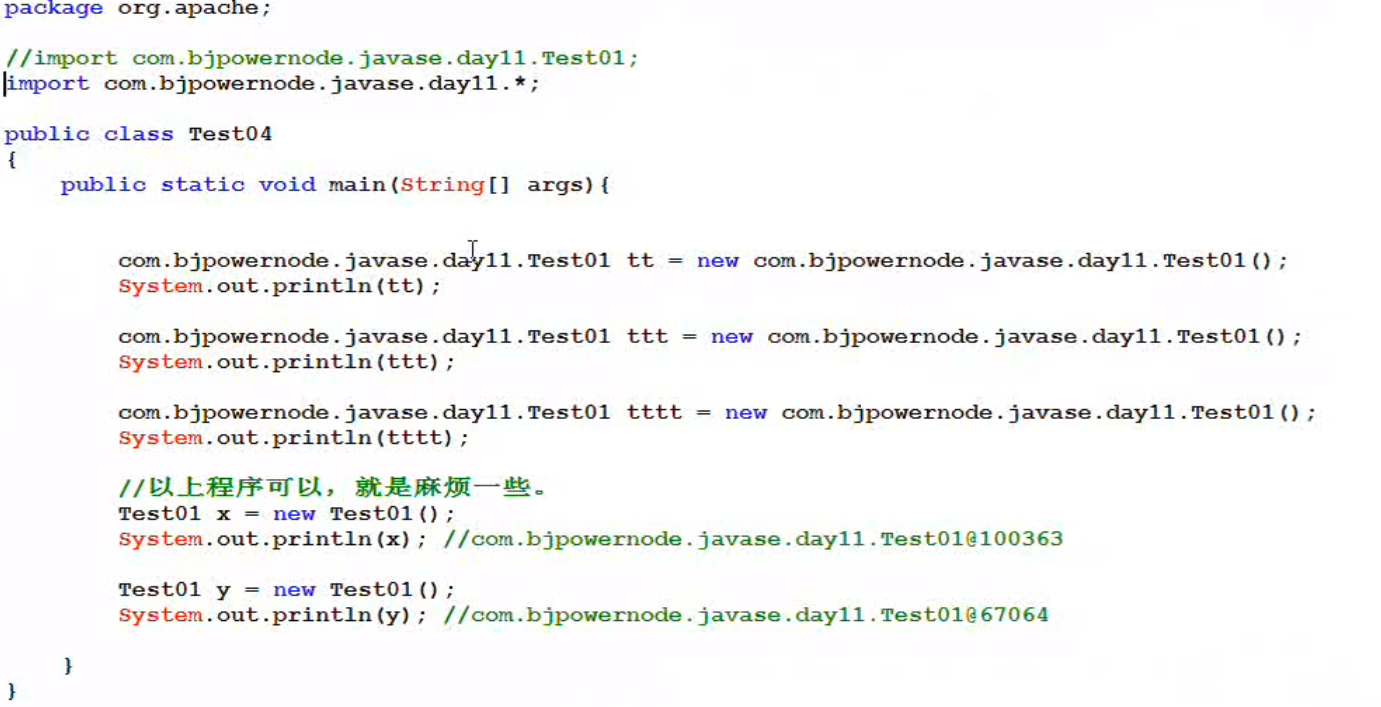 package org.apache;
//import com.bjpowernode.javase.day11.Test01;
import com.bjpowernode.javase.day11.*;
public class Test04
{
public static void main(String[] args){
com.bjpowernode.javase.day11.Test01 tt = new com.bjpowernode.javase.day11.Test01();
System.out.println(tt);
com.bjpowernode.javase.day11.Test01 ttt = new com.bjpowernode.javase.day11.Test01();
System.out.println(ttt);
com.bjpowernode.javase.day11.Test01 tttt = new com.bjpowernode.javase.day11.Test01();
System.out.println(tttt);
//以上程序可以，就是麻烦一些。
Test01 x = new Test01();
System.out.println(x); //com.bjpowernode.javase.day11.Test01@100363
Test01 y = new Test01();
System.out.println(y); //com.bjpowernode.javase.day11.Test01@67064
}
}